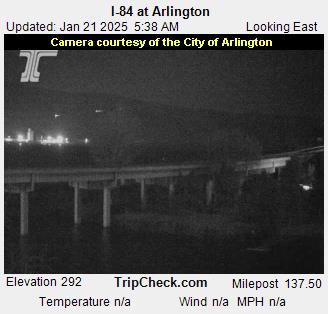 I-84 at Arlington
Updated: Jan 21 2025 5:38 AM Looking East
Camera courtesy of the City of Arlington
Elevation 292 TripCheck.com Milepost 137.50
Temperature n/a Wind n/a MPH n/a